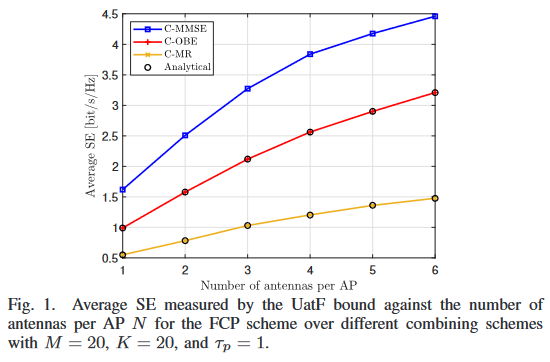 4.5
4
3.5
3
2.5
2
1.5
1
0.5
Average SE [bit/s/Hz]
C-MMSE
C-OBE
C-MR
Analytical
1 2 3 4 5 6
Number of antennas per AP
Fig. 1. Average SE measured by the UatF bound against the number of
antennas per AP N for the FCP scheme over different combining schemes
with M = 20, K = 20, and τp = 1.